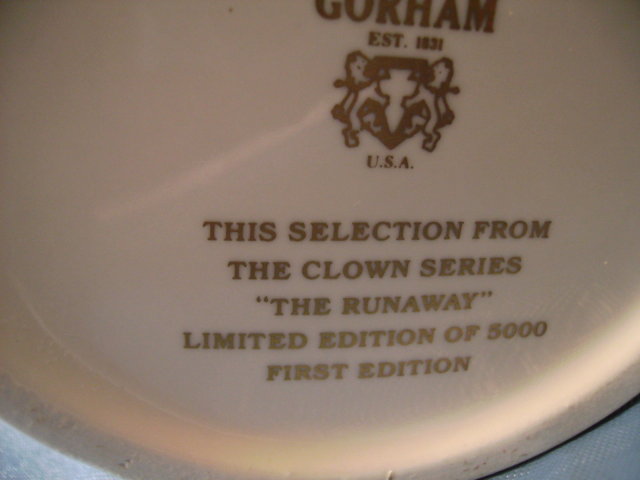 GORHAM
EST. 1831
U.S.A.
THIS SELECTION FROM
THE CLOWN SERIES
"THE RUNAWAY"
LIMITED EDITION OF 5000
FIRST EDITION